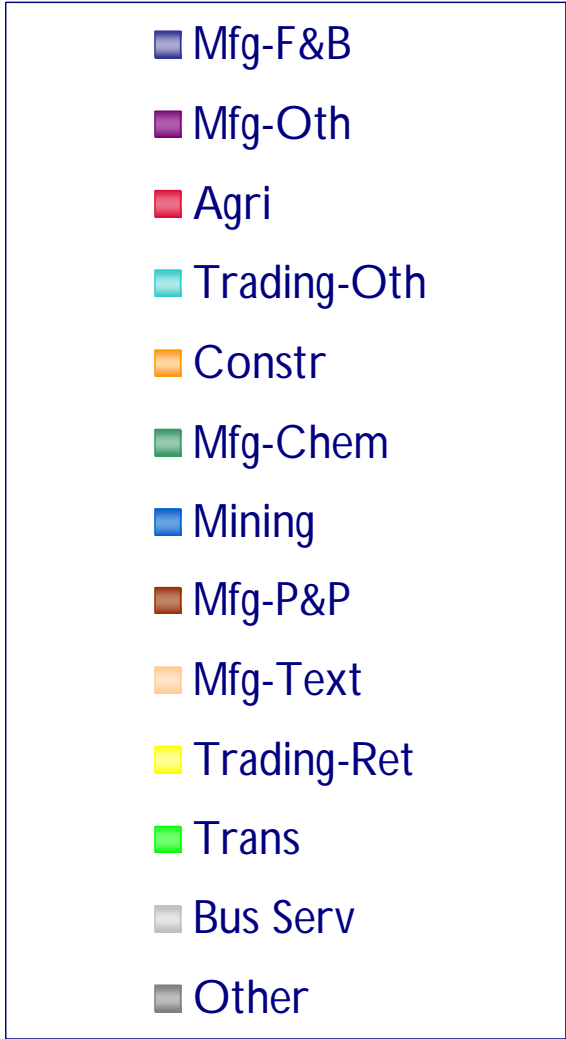 Mfg-F&B
Mfg-Oth
Agri
Trading-Oth
Constr
Mfg-Chem
Mining
Mfg-P&P
Mfg-Text
Trading-Ret
Trans
Bus Serv
Other